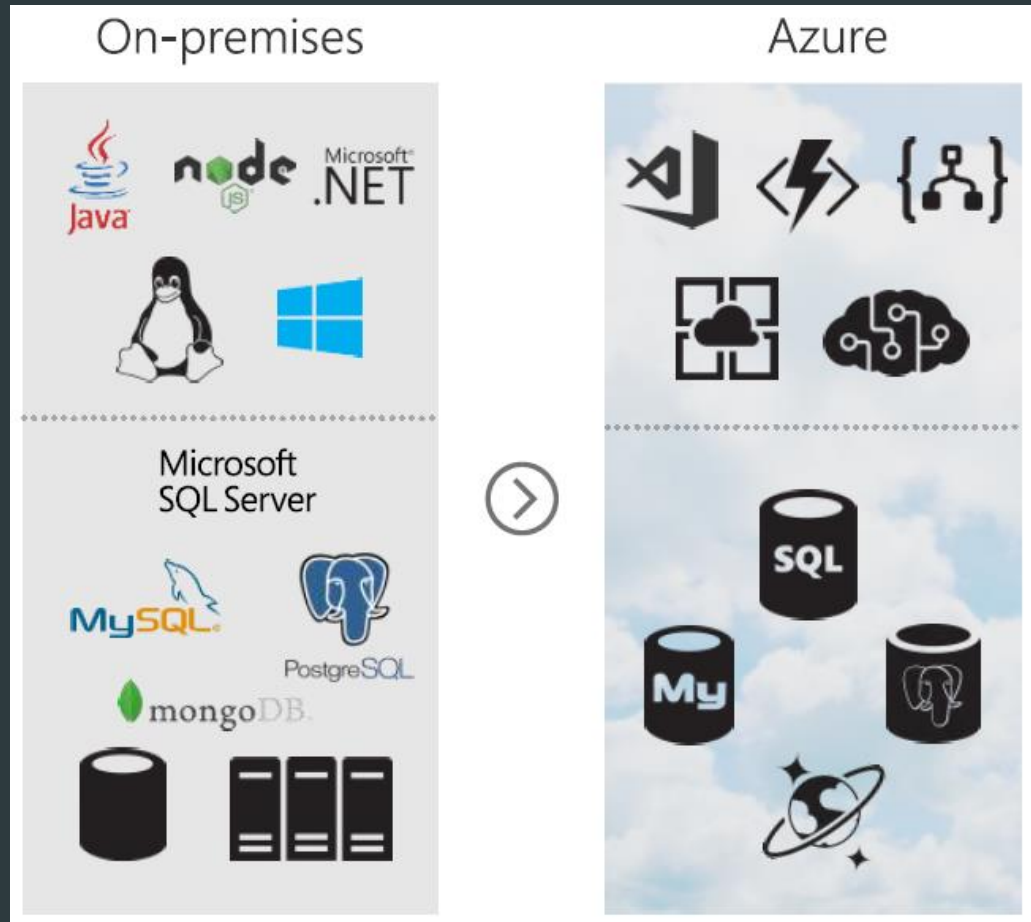 On-premises
Azure
Java
node
JS
Microsoft
.NET
Microsoft
SQL Server
MySQL
PostgreSQL
mongoDB.
SQL
My